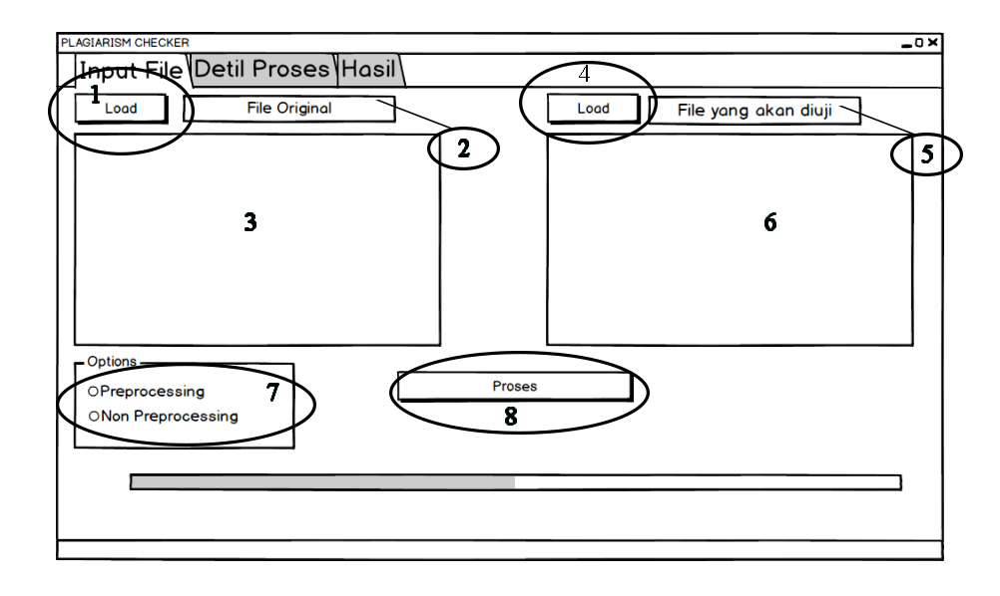 PLAGIARISM CHECKER
Input File Detil Proses Hasil
1 4
Load File Original Load File yang akan diuji
2 5
3 6
Options
Preprocessing 7 Proses
Non Preprocessing 8